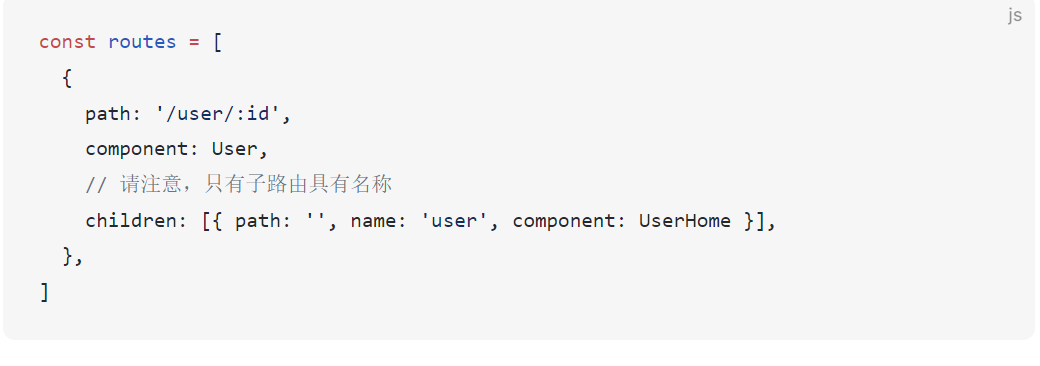 js
const routes = [
  {
    path: '/user/:id',
    component: User,
    // 请注意，只有子路由具有名称
    children: [{ path: '', name: 'user', component: UserHome }],
  },
]